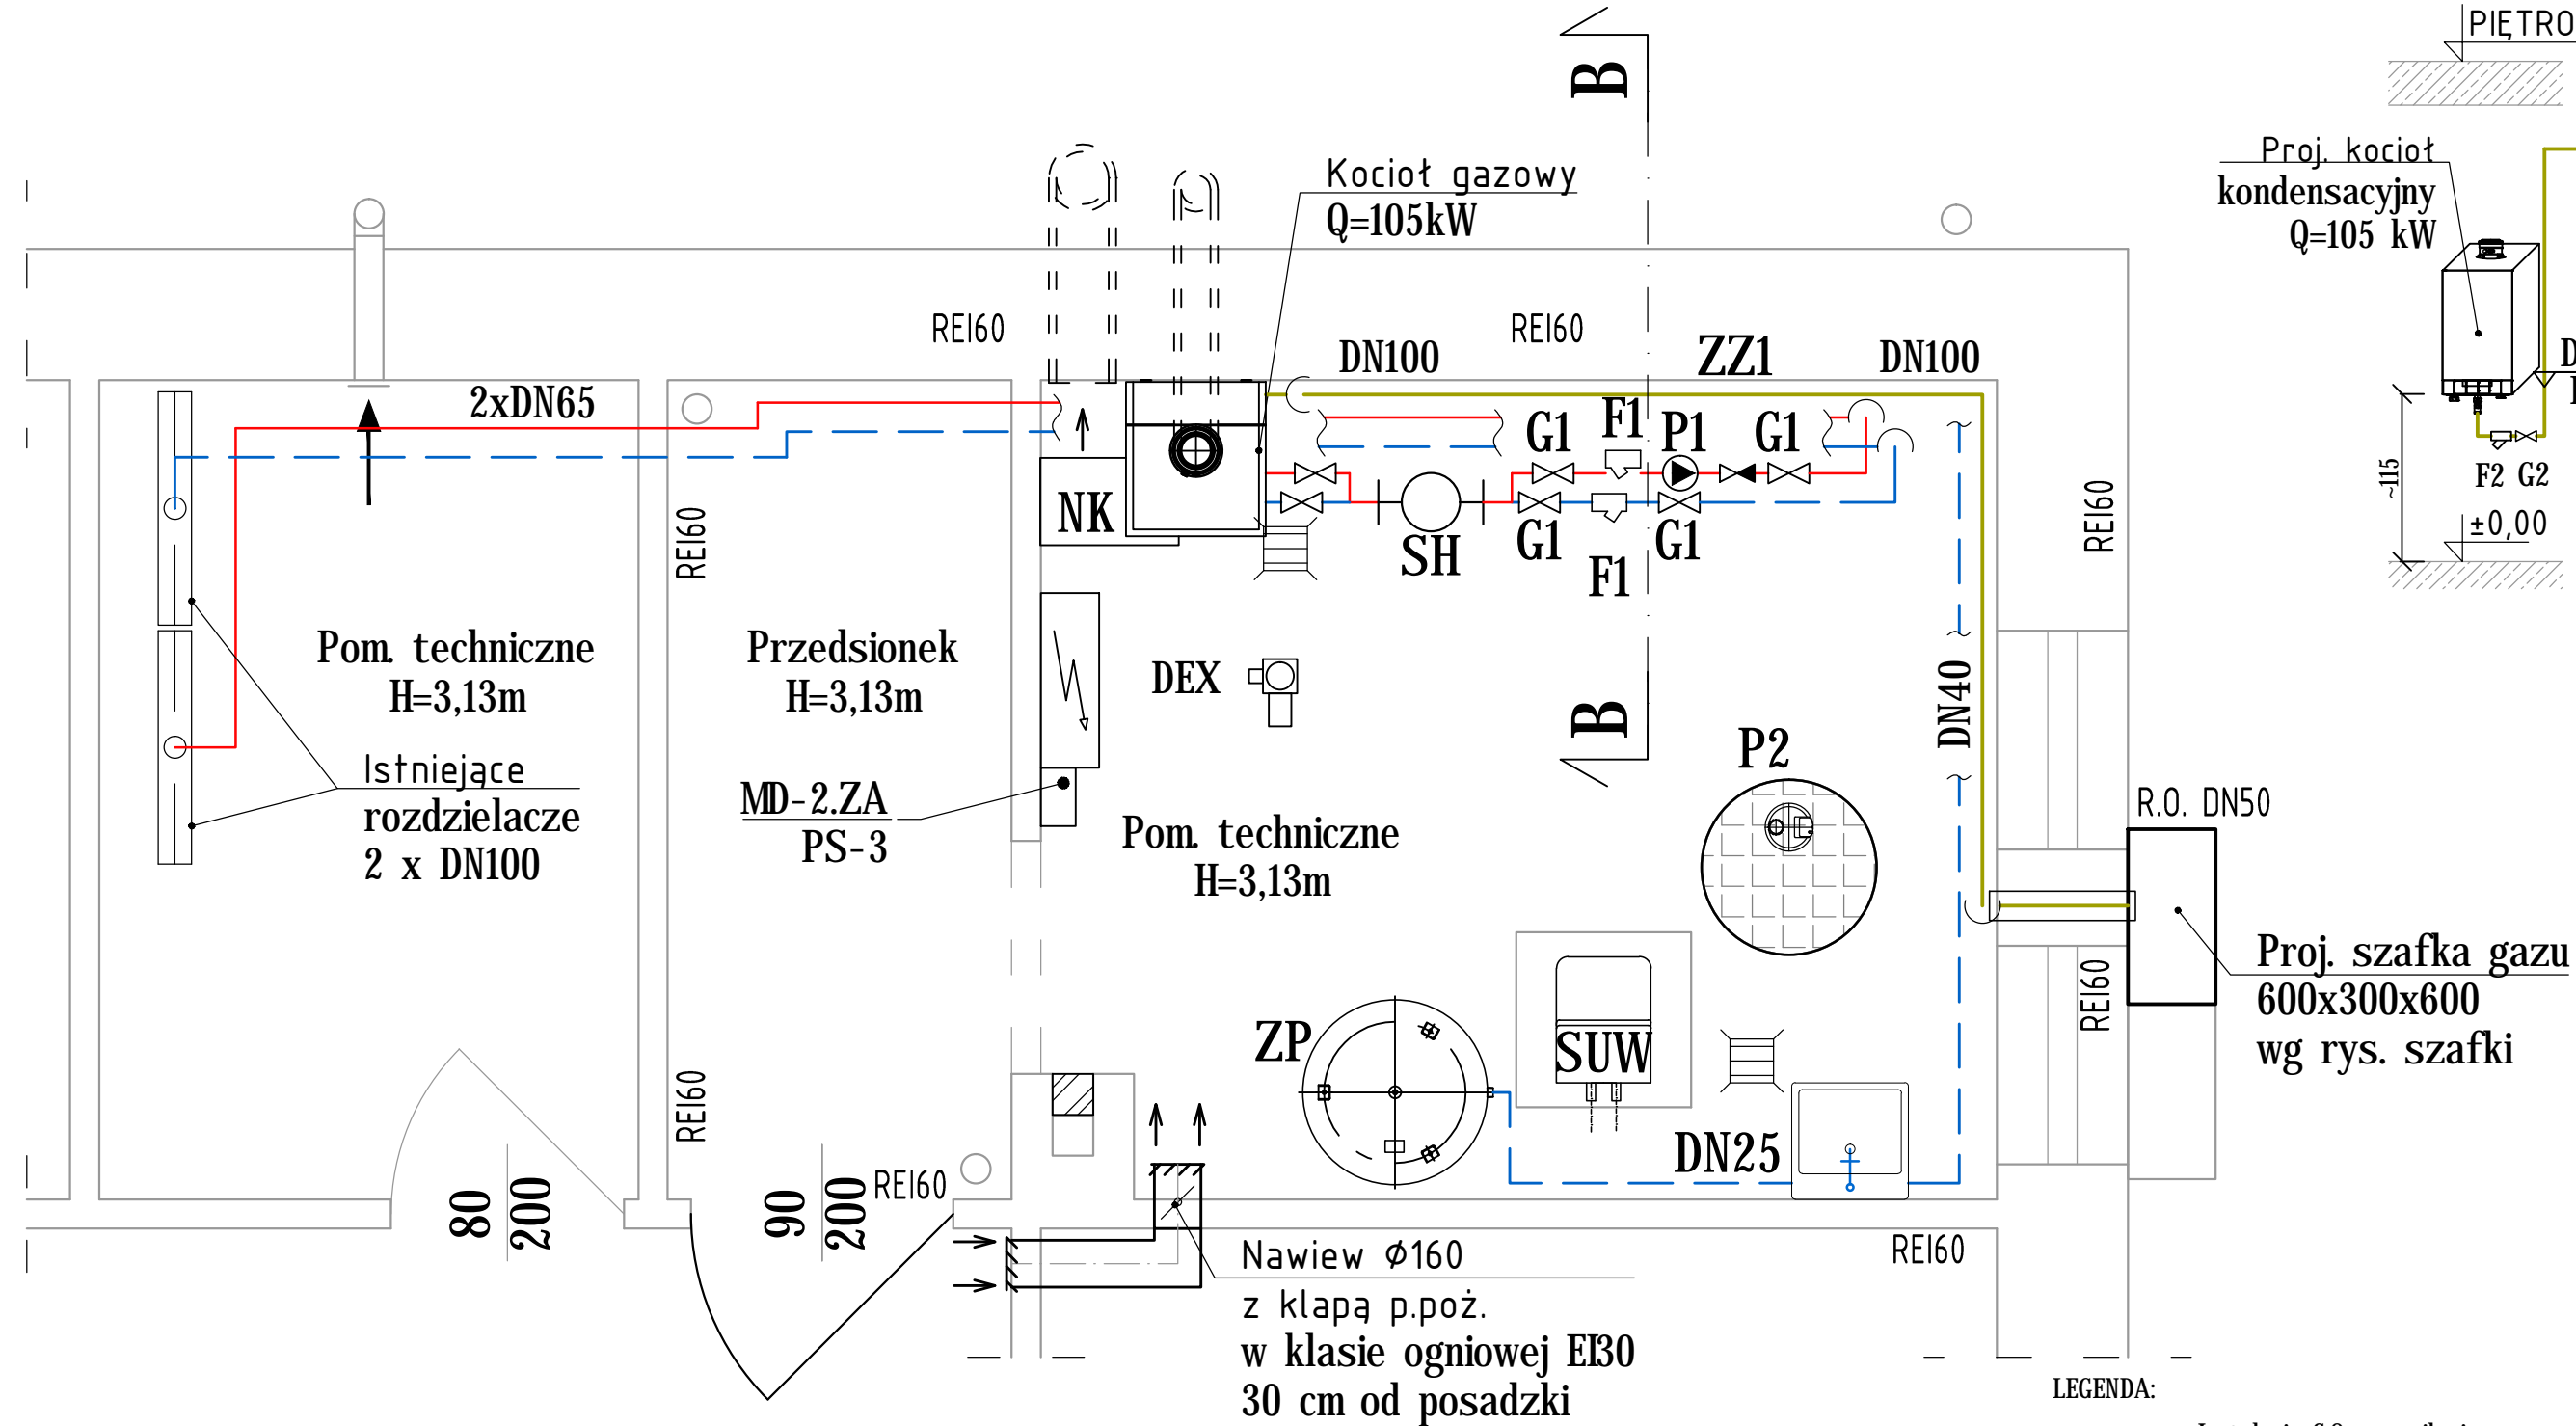 PIĘTRO
B
Proj. kocioł
kondensacyjny
Q=105 kW
Kocioł gazowy
Q=105kW
REI60
REI60
DN100
ZZ1
DN100
2xDN65
G1
F1
P1
G1
NK
SH
G1
F1
G1
REI60
REI60
~115
F2 G2
±0,00
Pom. techniczne
H=3,13m
Przedsionek
H=3,13m
DEX
B
DN40
P2
Istniejące
rozdzielacze
2 x DN100
MD-2.ZA
PS-3
Pom. techniczne
H=3,13m
R.O. DN50
Proj. szafka gazu
600x300x600
wg rys. szafki
REI60
ZP
SUW
REI60
DN25
80
200
90
200
REI60
REI60
Nawiew Ø160
z klapą p.poż.
w klasie ogniowej EI30
30 cm od posadzki
LEGENDA: